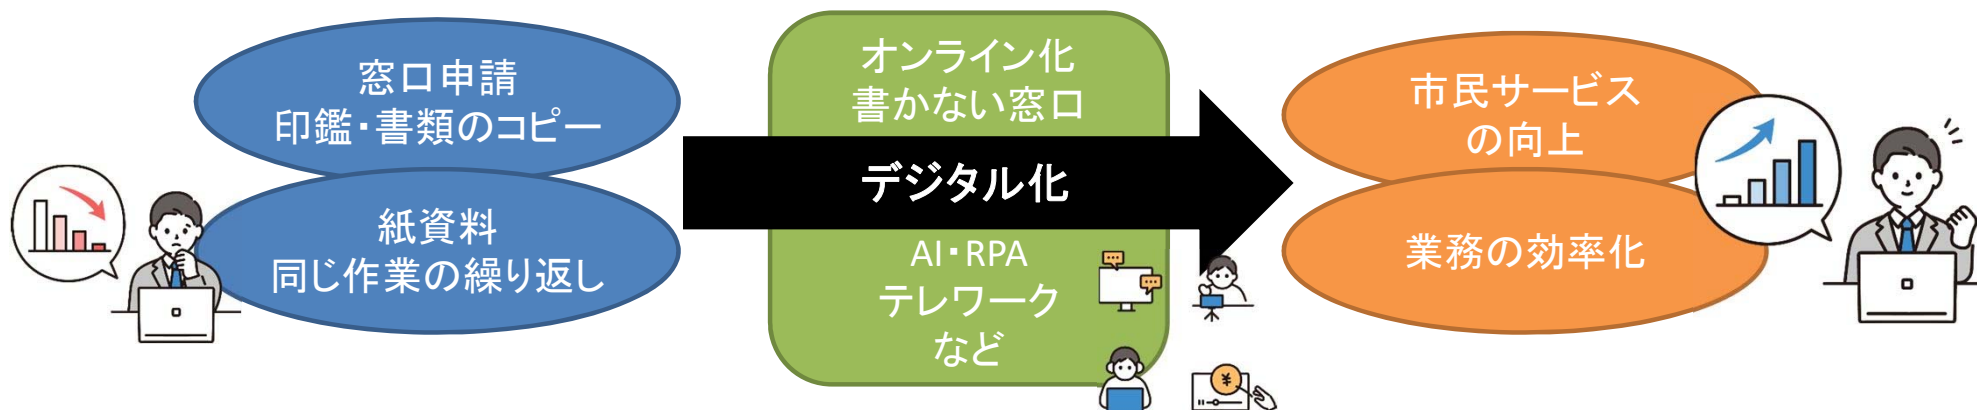 窓口申請
印鑑・書類のコピー
紙資料
同じ作業の繰り返し
オンライン化
書かない窓口
デジタル化
AI・RPA
テレワーク
など
市民サービス
の向上
業務の効率化
¥